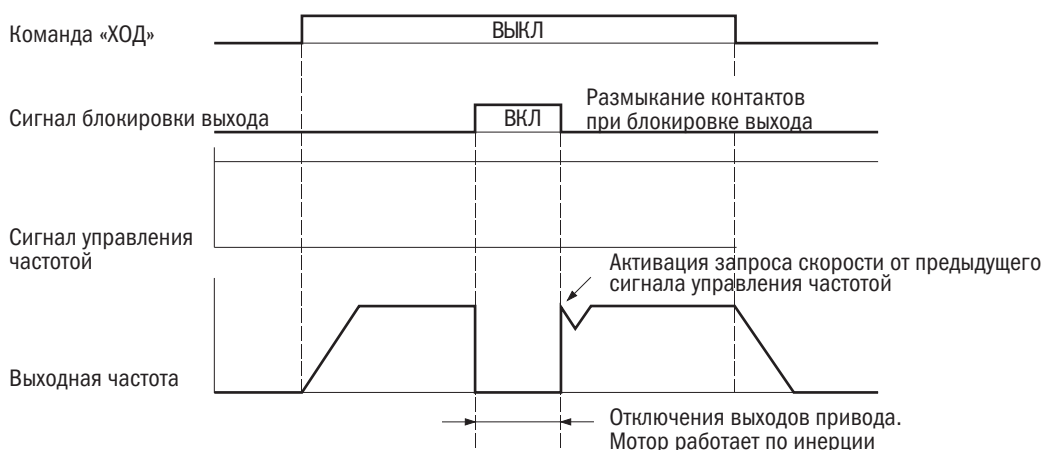 Команда «ХОД»
ВЫКЛ
Сигнал блокировки выхода
ВКЛ
Размыкание контактов
при блокировке выхода
Сигнал управления
частотой
Активация запроса скорости от предыдущего
сигнала управления частотой
Выходная частота
Отключения выходов привода.
Мотор работает по инерции